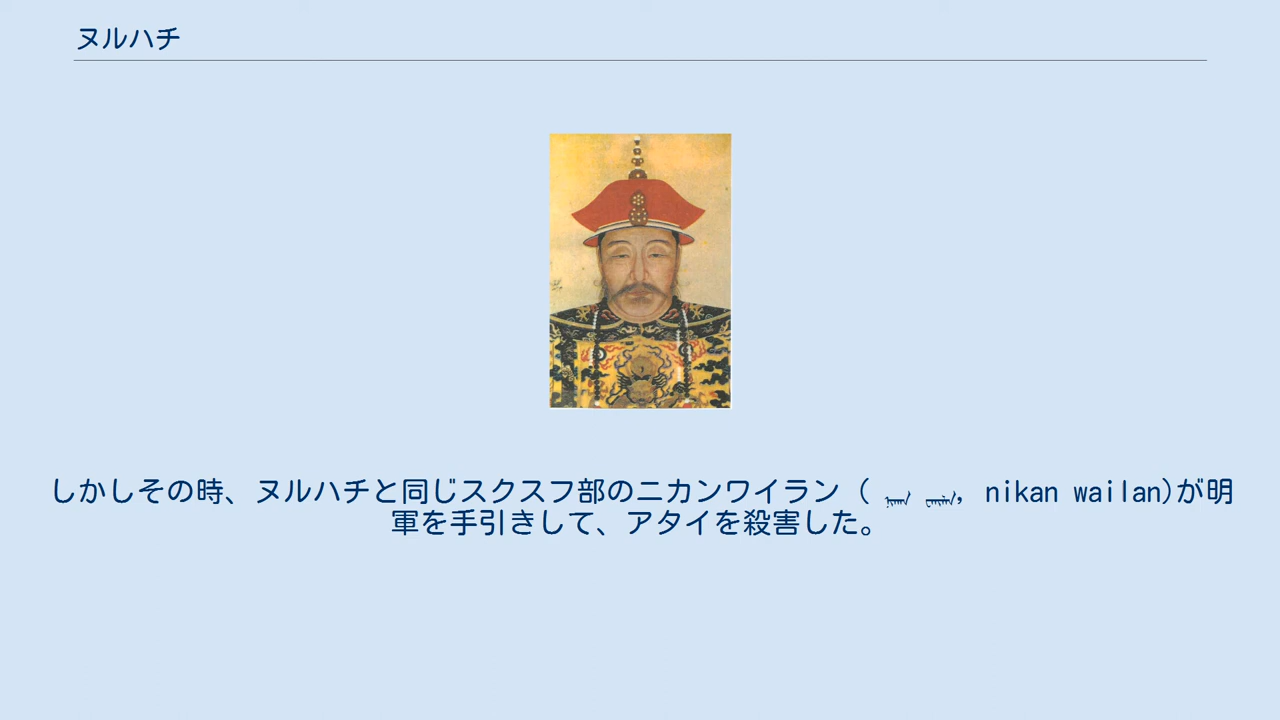 ヌルハチ
しかしその時、ヌルハチと同じスクスフ部のニカンワイラン (ᠨᡳᡴᠠᠨ ᠸᠠᡳᠯᠠᠨ, nikan wailan)が明
軍を手引きして、アタイを殺害した。